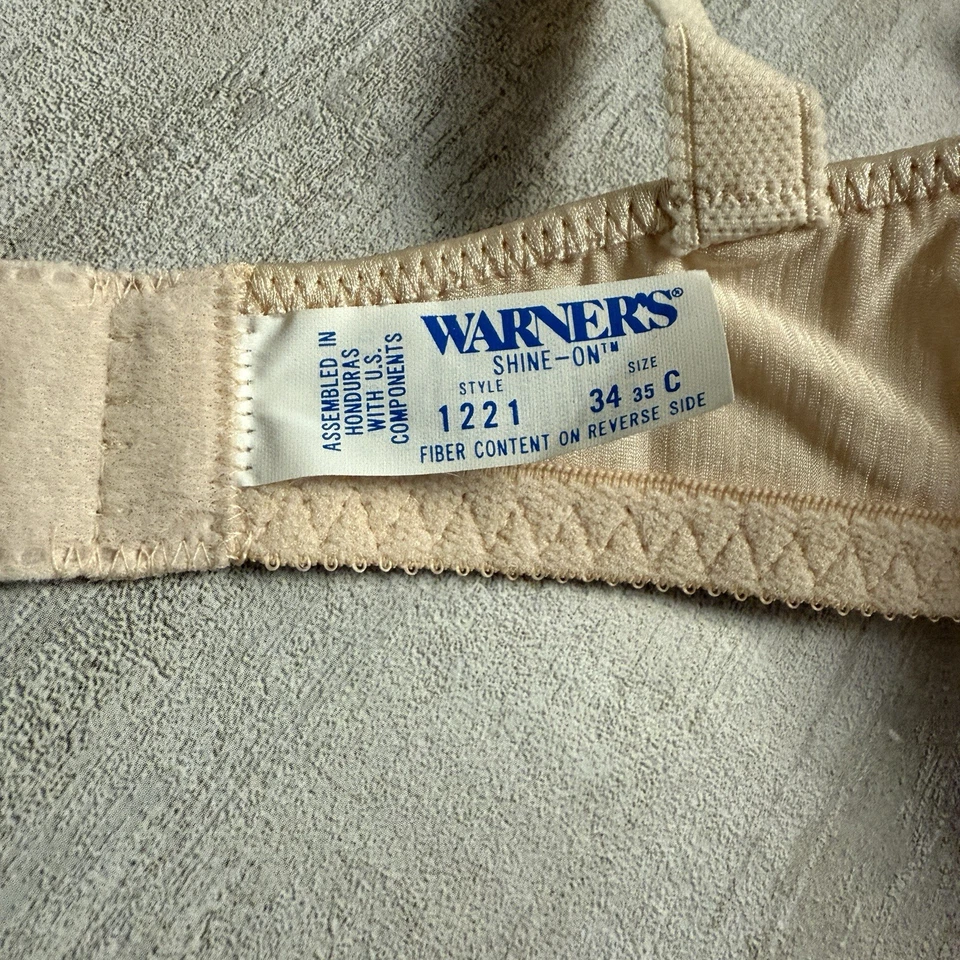 ASSEMBLED IN
HONDURAS
WITH U.S.
COMPONENTS
WARNER'S®
SHINE-ON™
STYLE SIZE
1221 34 35 C
FIBER CONTENT ON REVERSE SIDE